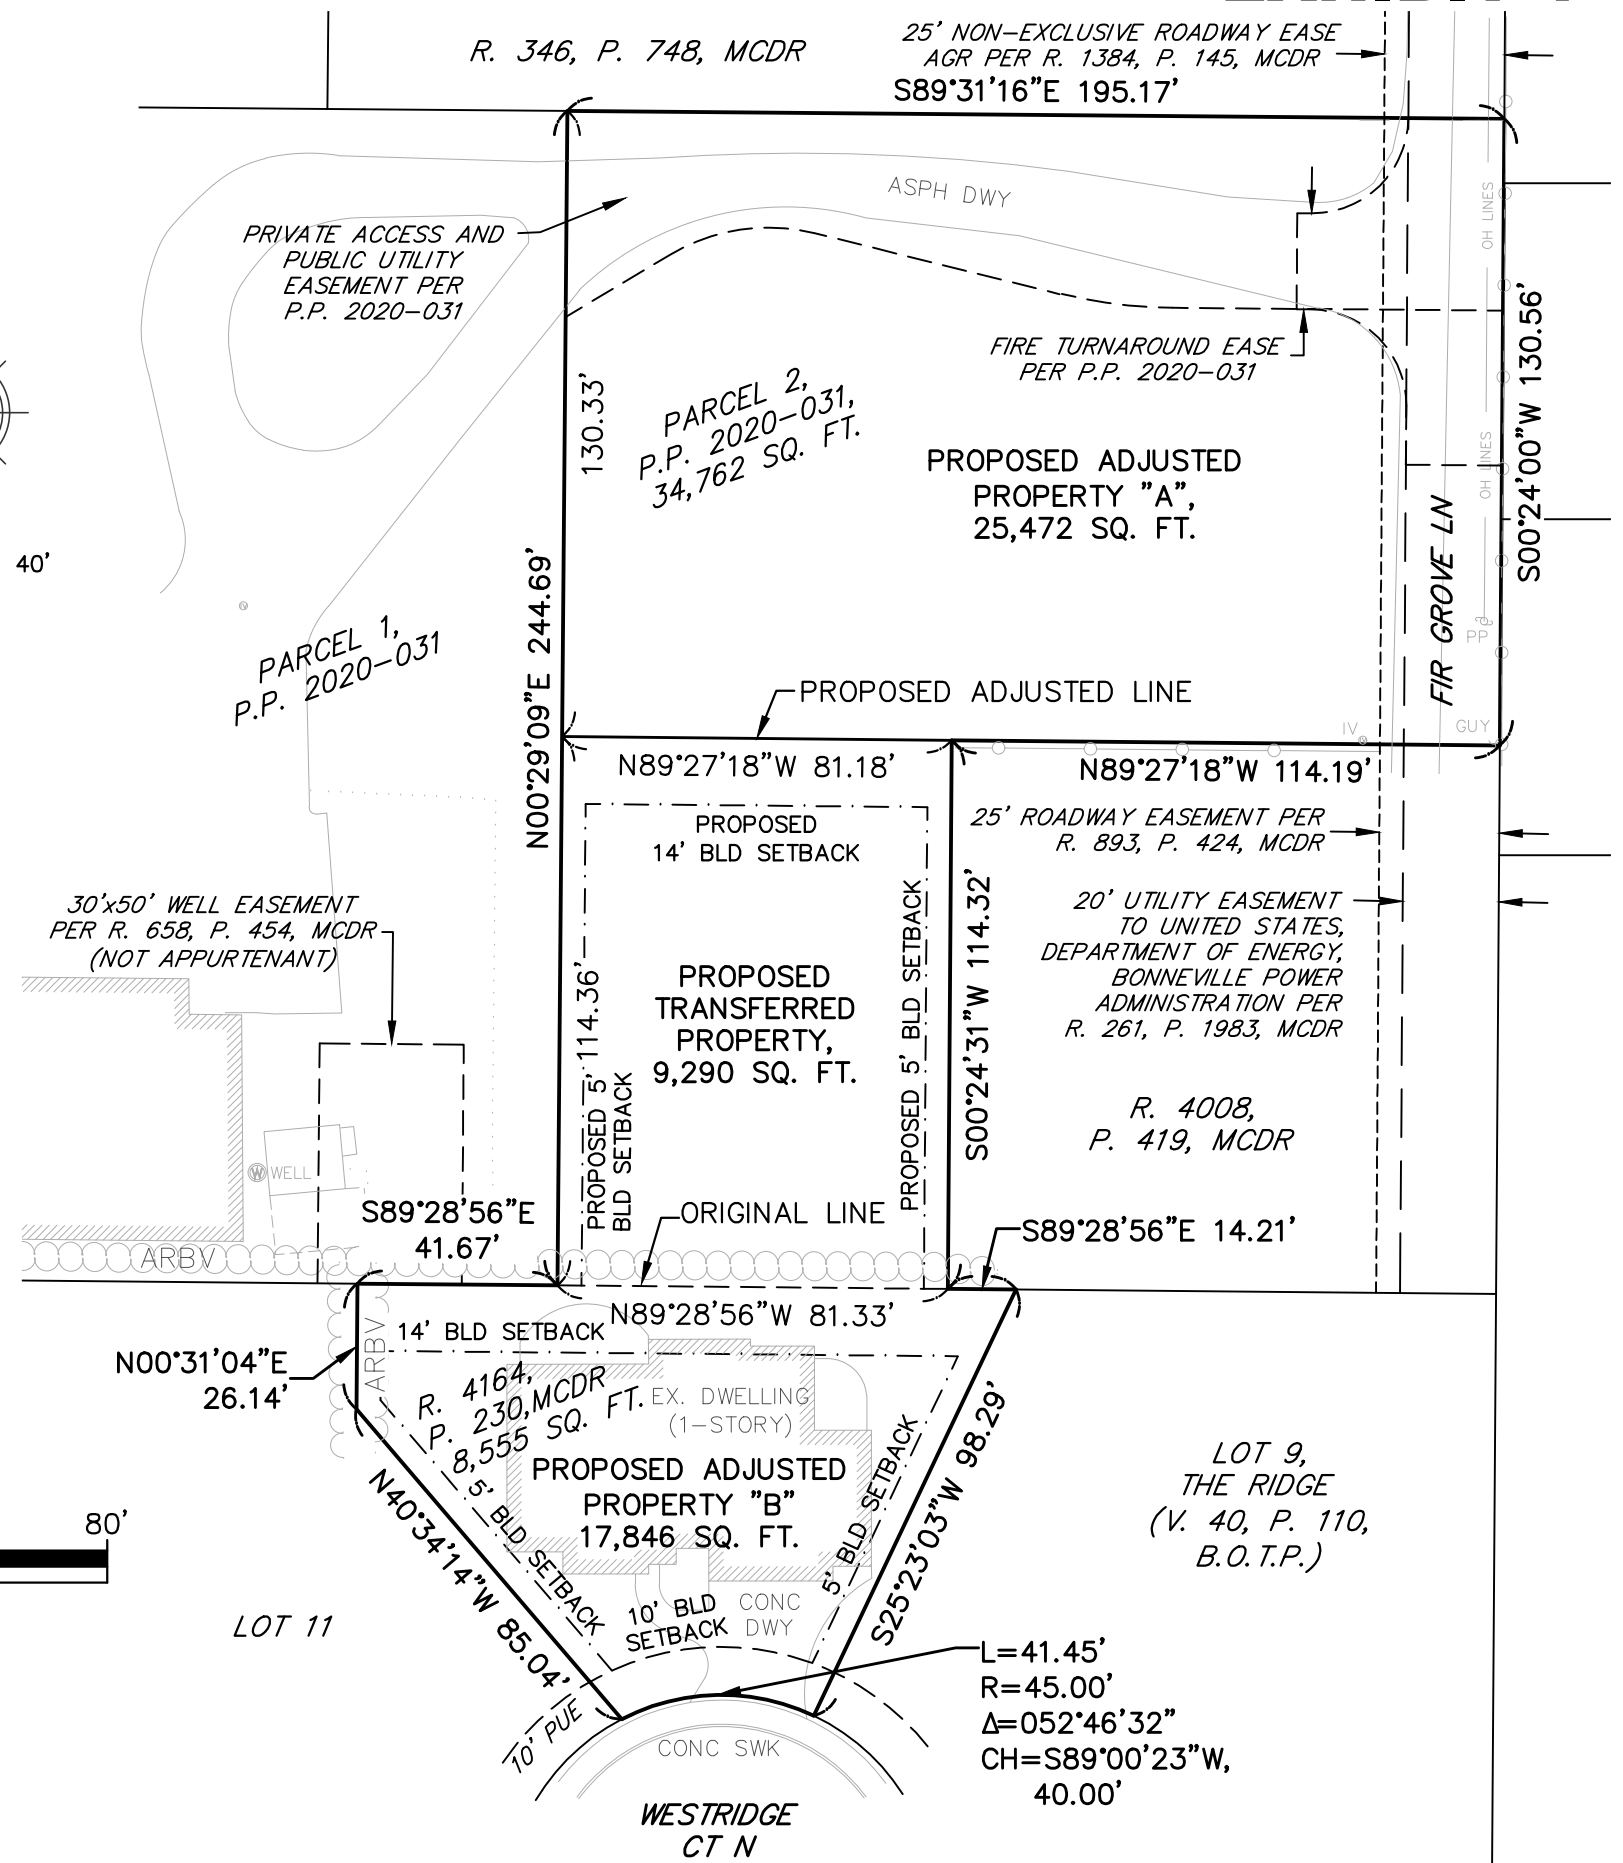 R. 346, P. 748, MCDR
25' NON-EXCLUSIVE ROADWAY EASE
AGR PER R. 1384, P. 145, MCDR
S89°31'16"E 195.17'
ASPH DWY
OH LINES
PRIVATE ACCESS AND
PUBLIC UTILITY
EASEMENT PER
P.P. 2020-031
FIRE TURNAROUND EASE
PER P.P. 2020-031
S00°24'00"W 130.56'
130.33'
PARCEL 2,
P.P. 2020-031,
34,762 SQ. FT.
PROPOSED ADJUSTED
PROPERTY "A",
25,472 SQ. FT.
OH LINES
FIR GROVE LN
40'
N00°29'09"E 244.69'
PARCEL 1,
P.P. 2020-031
PP
PROPOSED ADJUSTED LINE
IV
GUY
N89°27'18"W 81.18'
N89°27'18"W 114.19'
PROPOSED
14' BLD SETBACK
25' ROADWAY EASEMENT PER
R. 893, P. 424, MCDR
30'x50' WELL EASEMENT
PER R. 658, P. 454, MCDR
(NOT APPURTENANT)
20' UTILITY EASEMENT
TO UNITED STATES,
DEPARTMENT OF ENERGY,
BONNEVILLE POWER
ADMINISTRATION PER
R. 261, P. 1983, MCDR
114.36'
PROPOSED 5'
BLD SETBACK
PROPOSED
TRANSFERRED
PROPERTY,
9,290 SQ. FT.
PROPOSED 5' BLD SETBACK
S00°24'31"W 114.32'
R. 4008,
P. 419, MCDR
W WELL
S89°28'56"E
41.67'
ORIGINAL LINE
S89°28'56"E 14.21'
ARBV
N89°28'56"W 81.33'
14' BLD SETBACK
ARBV
N00°31'04"E
26.14'
R. 4164,
P. 230,MCDR
8,555 SQ. FT.
EX. DWELLING
(1-STORY)
PROPOSED ADJUSTED
PROPERTY "B"
17,846 SQ. FT.
5' BLD SETBACK
5' BLD SETBACK
N40°34'14"W 85.04'
S25°23'03"W 98.29'
LOT 9,
THE RIDGE
(V. 40, P. 110,
B.O.T.P.)
80'
10' BLD
SETBACK
CONC
DWY
LOT 11
L=41.45'
R=45.00'
Δ=052°46'32"
CH=S89°00'23"W,
40.00'
10' PUE
CONC SWK
WESTRIDGE
CT N